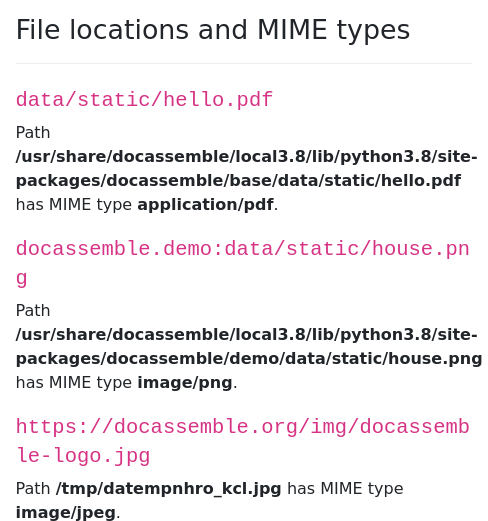 File locations and MIME types
data/static/hello.pdf
Path
/usr/share/docassemble/local3.8/lib/python3.8/site-
packages/docassemble/base/data/static/hello.pdf
has MIME type application/pdf.
docassemble.demo:data/static/house.pn
g
Path
/usr/share/docassemble/local3.8/lib/python3.8/site-
packages/docassemble/demo/data/static/house.png
has MIME type image/png.
https://docassemble.org/img/docassemb
le-logo.jpg
Path /tmp/datempnhro_kcl.jpg has MIME type
image/jpeg.